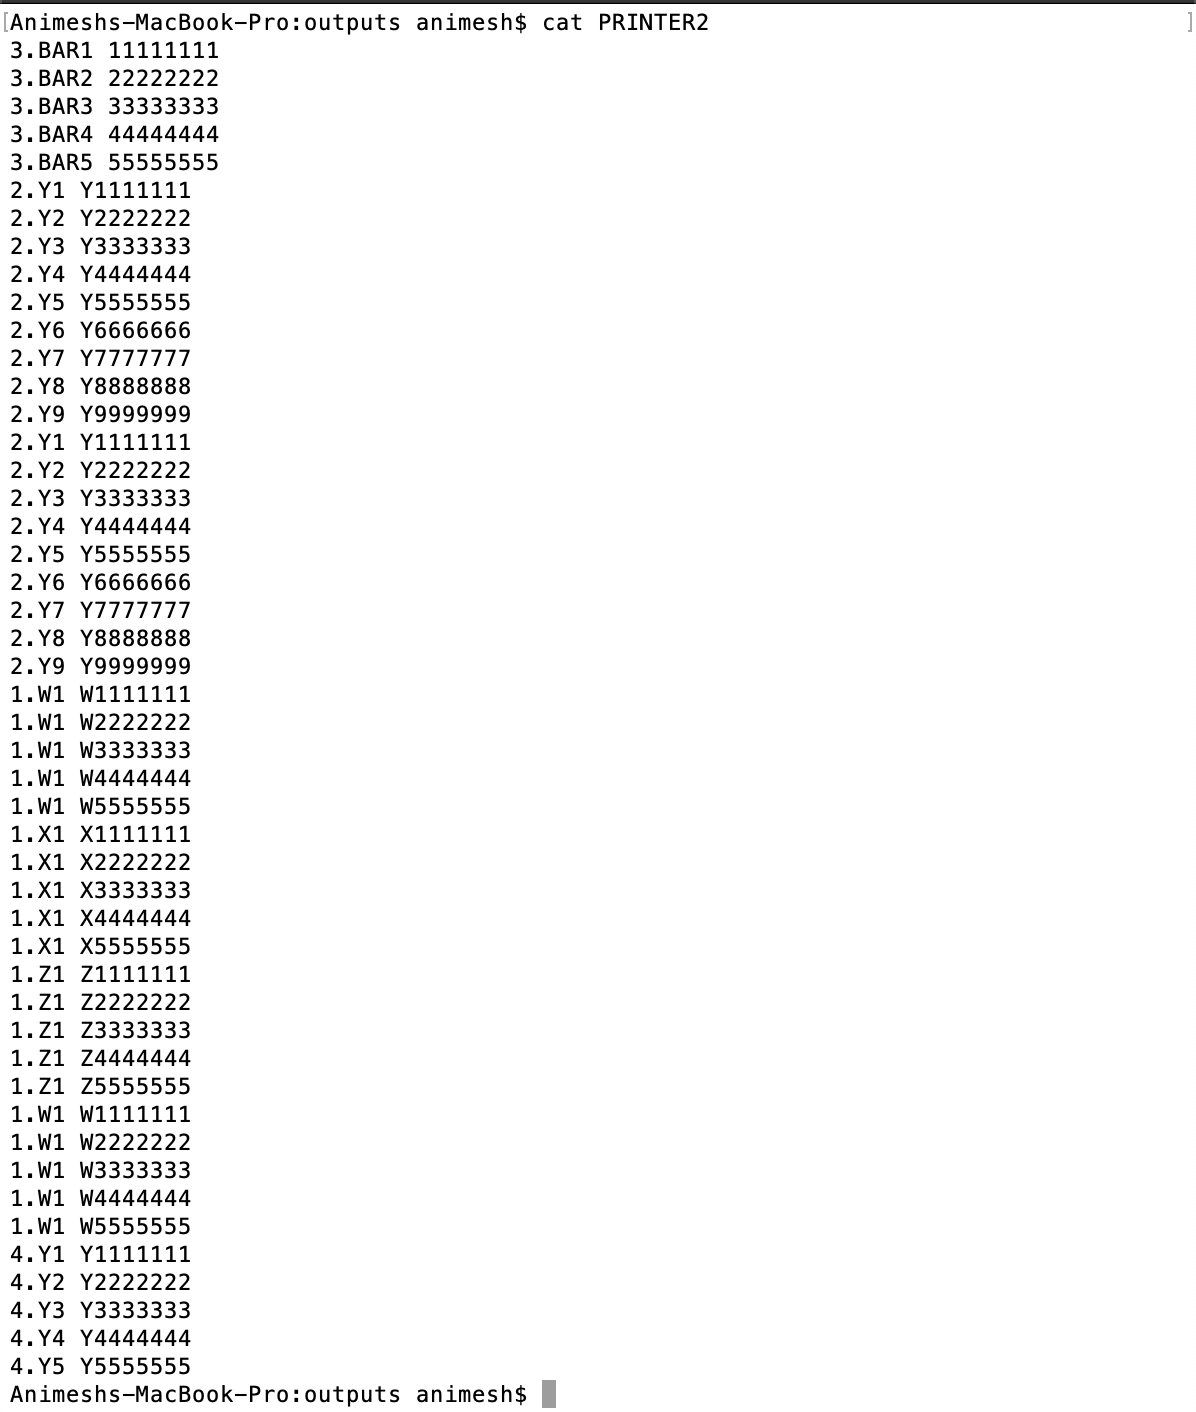 [Animeshs-MacBook-Pro:outputs animesh$ cat PRINTER2 ]
3.BAR1 11111111
3.BAR2 22222222
3.BAR3 33333333
3.BAR4 44444444
3.BAR5 55555555
2.Y1 Y1111111
2.Y2 Y2222222
2.Y3 Y3333333
2.Y4 Y4444444
2.Y5 Y5555555
2.Y6 Y6666666
2.Y7 Y7777777
2.Y8 Y8888888
2.Y9 Y9999999
2.Y1 Y1111111
2.Y2 Y2222222
2.Y3 Y3333333
2.Y4 Y4444444
2.Y5 Y5555555
2.Y6 Y6666666
2.Y7 Y7777777
2.Y8 Y8888888
2.Y9 Y9999999
1.W1 W1111111
1.W1 W2222222
1.W1 W3333333
1.W1 W4444444
1.W1 W5555555
1.X1 X1111111
1.X1 X2222222
1.X1 X3333333
1.X1 X4444444
1.X1 X5555555
1.Z1 Z1111111
1.Z1 Z2222222
1.Z1 Z3333333
1.Z1 Z4444444
1.Z1 Z5555555
1.W1 W1111111
1.W1 W2222222
1.W1 W3333333
1.W1 W4444444
1.W1 W5555555
4.Y1 Y1111111
4.Y2 Y2222222
4.Y3 Y3333333
4.Y4 Y4444444
4.Y5 Y5555555
Animeshs-MacBook-Pro:outputs animesh$